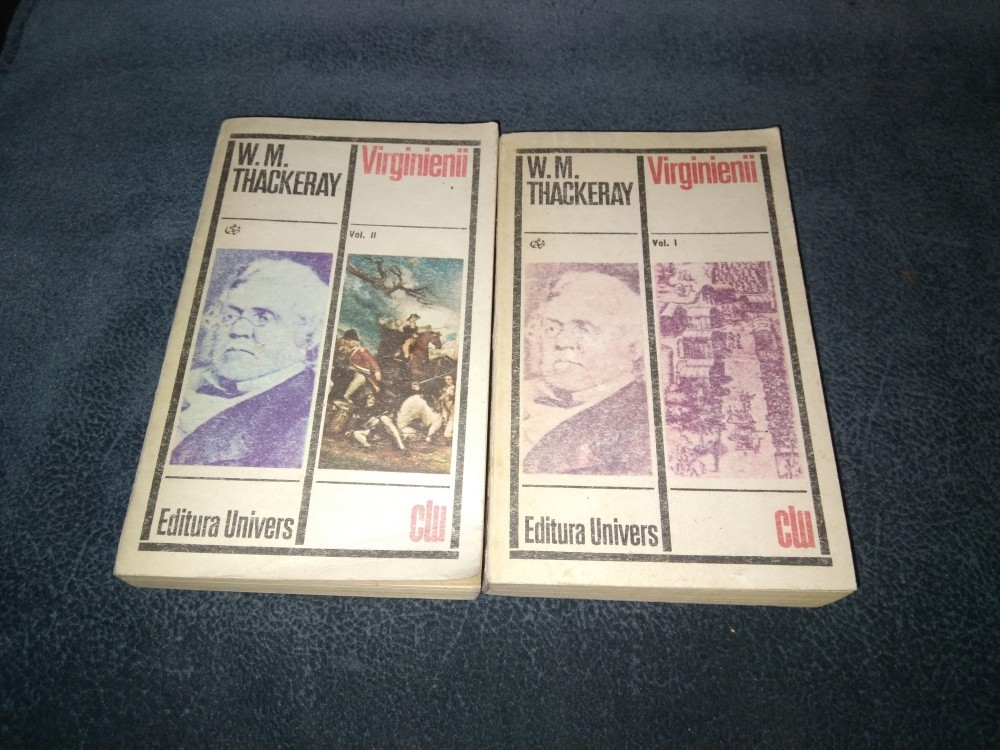 W. M.
THACKERAY
Virginienii
Vol. II
Editura Univers
clu
W. M.
THACKERAY
Virginienii
Vol. I
Editura Univers
clu